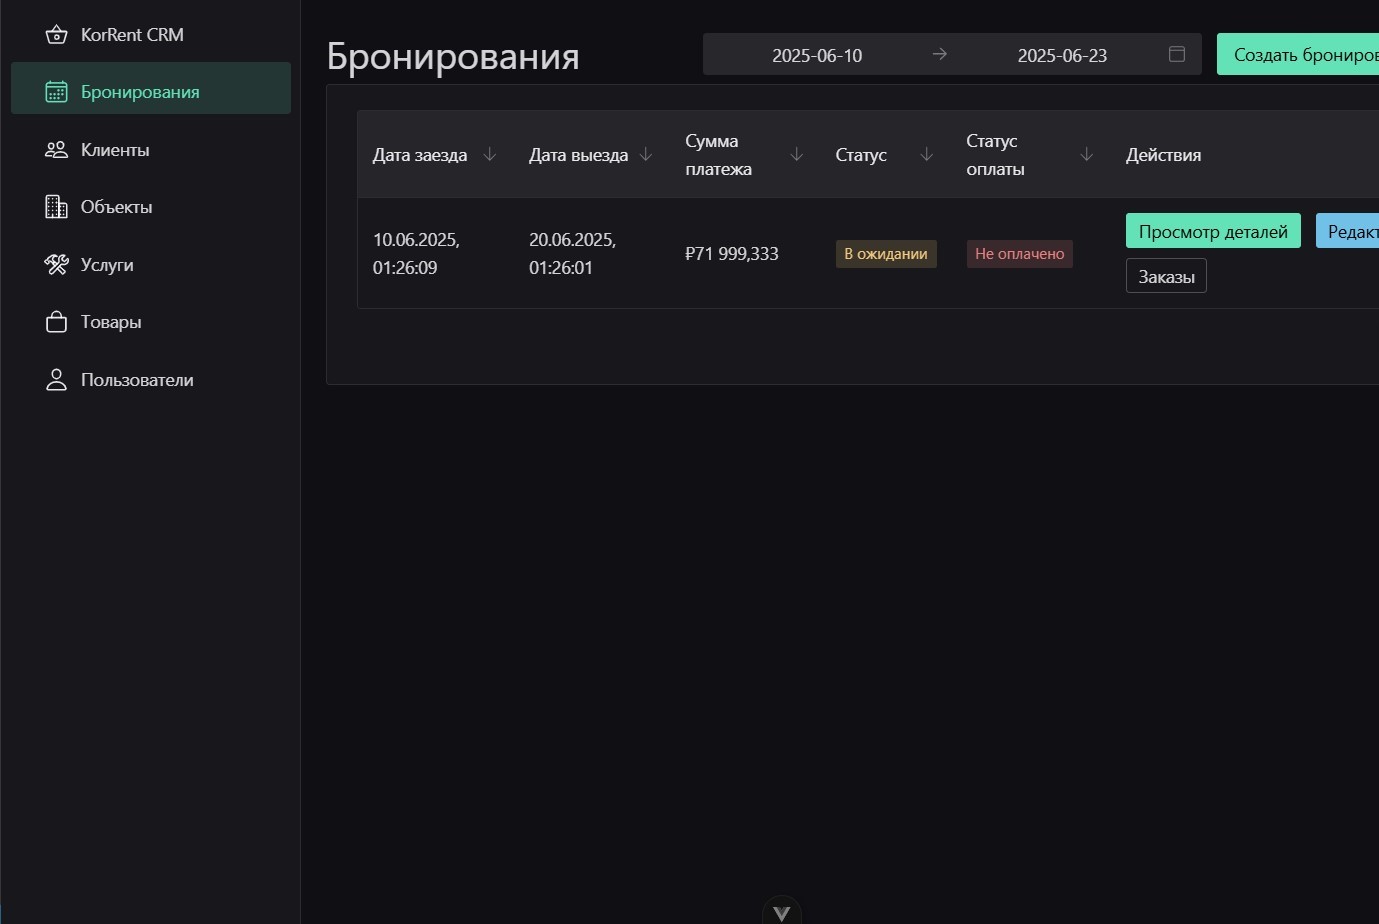 KorRent CRM
Бронирования
Клиенты
Объекты
Услуги
Товары
Пользователи
Бронирования
2025-06-10
2025-06-23
Создать брониров
Дата заезда
Дата выезда
Сумма
платежа
Статус
Статус
оплаты
Действия
10.06.2025,
01:26:09
20.06.2025,
01:26:01
₽71 999,333
В ожидании
Не оплачено
Просмотр деталей
Редакт
Заказы